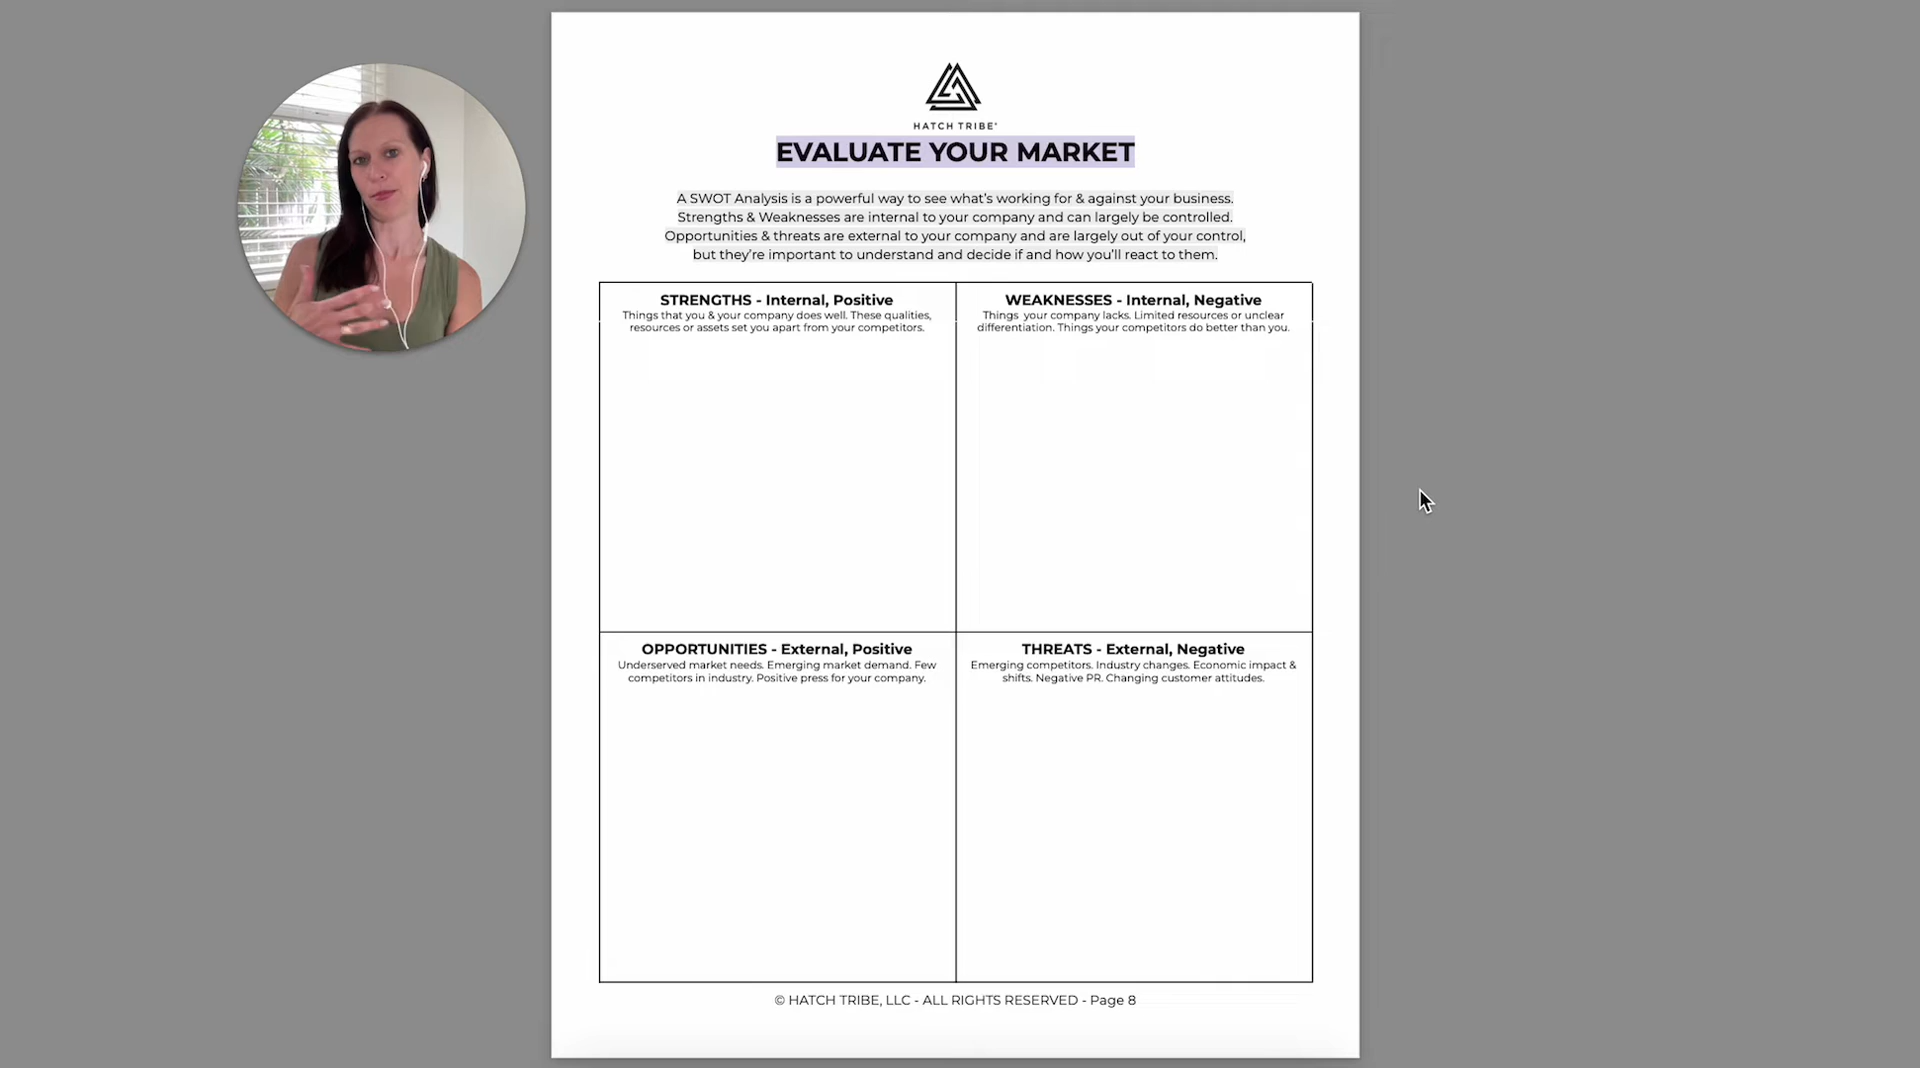 HATCH TRIBE®
EVALUATE YOUR MARKET
A SWOT Analysis is a powerful way to see what's working for & against your business.
Strengths & Weaknesses are internal to your company and can largely be controlled.
Opportunities & threats are external to your company and are largely out of your control,
but they're important to understand and decide if and how you'll react to them.
STRENGTHS - Internal, Positive
Things that you & your company does well. These qualities,
resources or assets set you apart from your competitors.
WEAKNESSES - Internal, Negative
Things your company lacks. Limited resources or unclear
differentiation. Things your competitors do better than you.
OPPORTUNITIES - External, Positive
Underserved market needs. Emerging market demand. Few
competitors in industry. Positive press for your company.
THREATS - External, Negative
Emerging competitors. Industry changes. Economic impact &
shifts. Negative PR. Changing customer attitudes.
© HATCH TRIBE, LLC - ALL RIGHTS RESERVED - Page 8